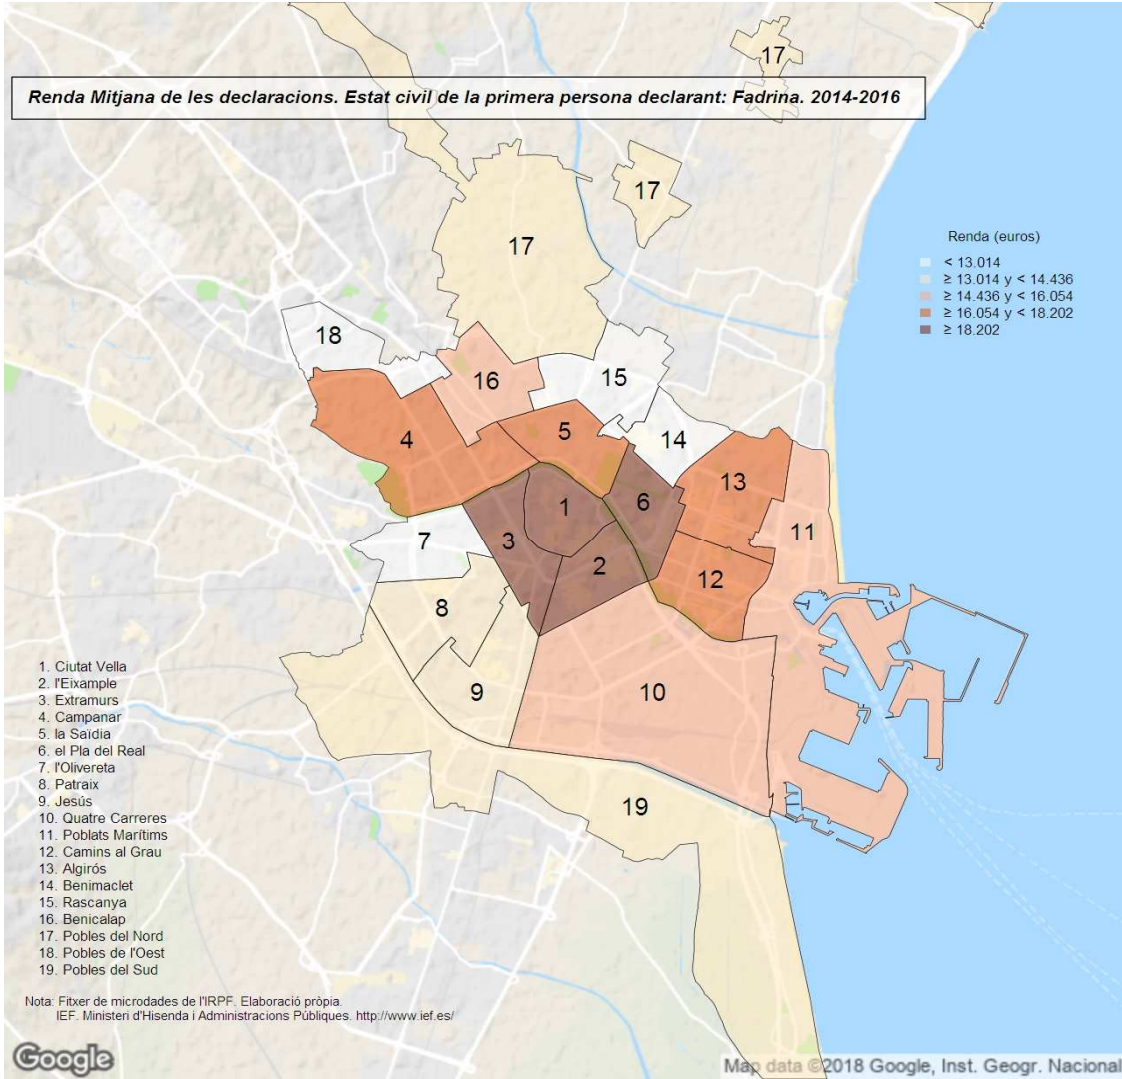 17
Renda Mitjana de les declaracions. Estat civil de la primera persona declarant: Fadrina. 2014-2016
17
17
Renda (euros)
< 13.014
≥ 13.014 y < 14.436
≥ 14.436 y < 16.054
≥ 16.054 y < 18.202
≥ 18.202
18
16
15
4
5
14
13
6
1
3
11
7
2
12
8
9
10
19
1. Ciutat Vella
2. l'Eixample
3. Extramurs
4. Campanar
5. la Saïdia
6. el Pla del Real
7. l'Olivereta
8. Patraix
9. Jesús
10. Quatre Carreres
11. Poblats Marítims
12. Camins al Grau
13. Algirós
14. Benimaclet
15. Rascanya
16. Benicalap
17. Pobles del Nord
18. Pobles de l'Oest
19. Pobles del Sud
Nota: Fitxer de microdades de l'IRPF. Elaboració pròpia.
IEF. Ministeri d'Hisenda i Administracions Públiques. http://www.ief.es/
Google
Map data ©2018 Google, Inst. Geogr. Nacional